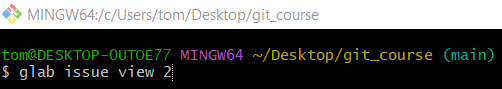 MINGW64:/c/Users/tom/Desktop/git_course
tom@DESKTOP-OUTOE77 MINGW64 ~/Desktop/git_course (main)
$ glab issue view 2